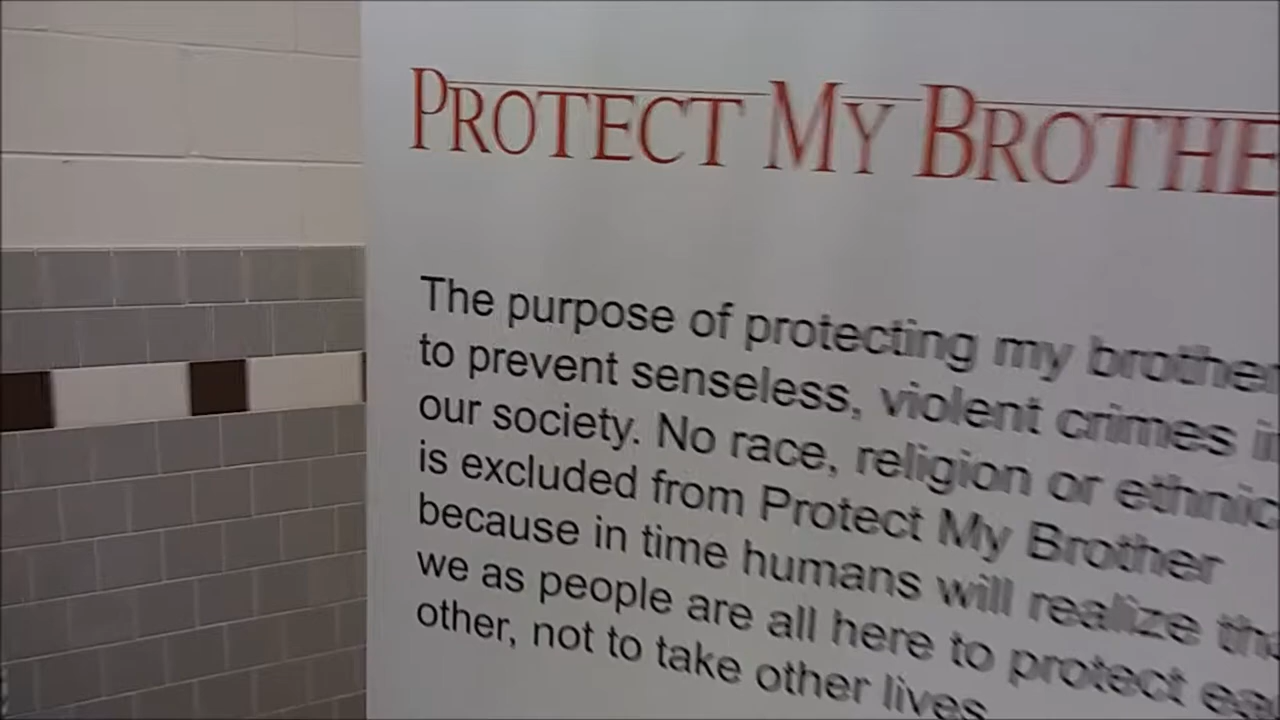 PROTECT MY BROTHE
The purpose of protecting my brother
to prevent senseless, violent crimes in
our society. No race, religion or ethnic
is excluded from Protect My Brother
because in time humans will realize tha
we as people are all here to protect ea
other, not to take other lives